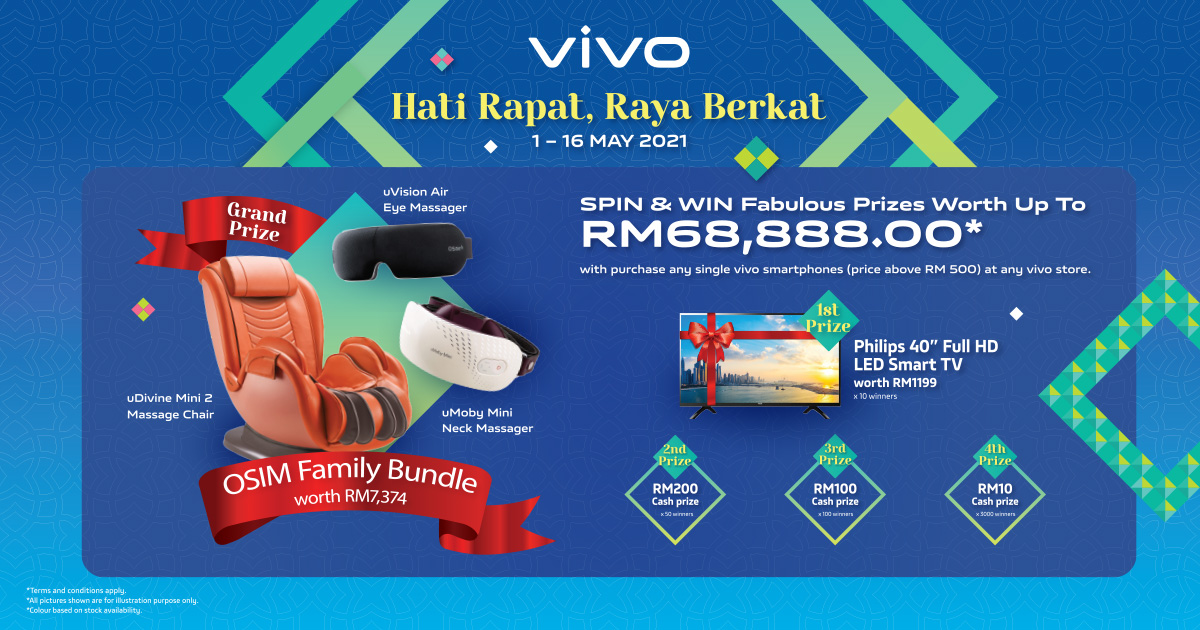 vivo
Hati Rapat, Raya Berkat
1 – 16 MAY 2021
Grand
Prize
uVision Air
Eye Massager
OSIM
uDivine Mini 2
Massage Chair
uMoby Mini
uMoby Mini
Neck Massager
OSIM Family Bundle
worth RM7,374
SPIN & WIN Fabulous Prizes Worth Up To
RM68,888.00*
with purchase any single vivo smartphones (price above RM 500) at any vivo store.
1st
Prize
Philips 40” Full HD
LED Smart TV
worth RM1199
x 10 winners
2nd
Prize
RM200
Cash prize
x 50 winners
3rd
Prize
RM100
Cash prize
x 100 winners
4th
Prize
RM10
Cash prize
x 3000 winners
*Terms and conditions apply.
*All pictures shown are for illustration purpose only.
*Colour based on stock availability.